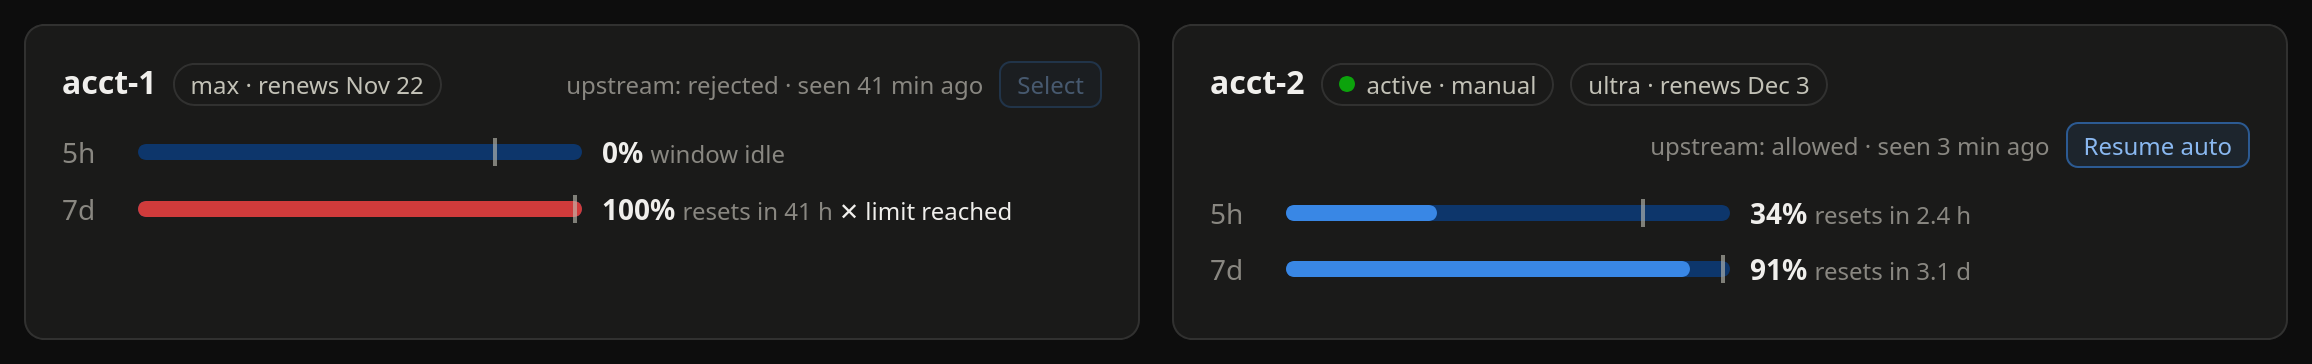 acct-1 max · renews Nov 22 upstream: rejected · seen 41 min ago Select
5h 0% window idle
7d 100% resets in 41 h ✕ limit reached
acct-2 active · manual ultra · renews Dec 3
upstream: allowed · seen 3 min ago Resume auto
5h 34% resets in 2.4 h
7d 91% resets in 3.1 d